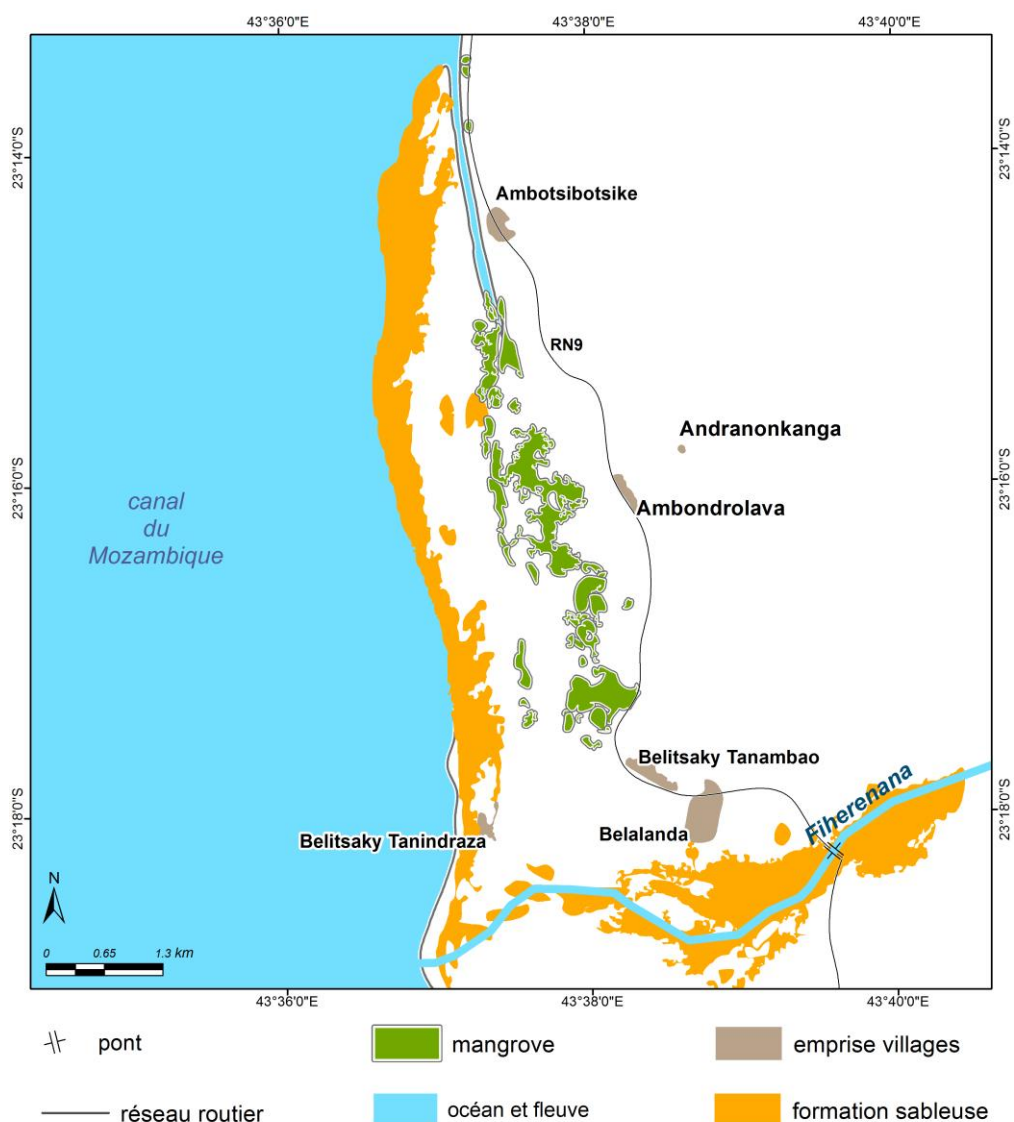 43°36'0"E 43°38'0"E 43°40'0"E
23°14'0"S 23°14'0"S
Ambotsibotsike
RN9
Andranonkanga
23°16'0"S 23°16'0"S
Ambondrolava
canal
du
Mozambique
Belitsaky Tanambao
Fiherenana
23°18'0"S 23°18'0"S
Belitsaky Tanindraza
Belalanda
N
0 0.65 1.3 km
43°36'0"E 43°38'0"E 43°40'0"E
pont mangrove emprise villages
réseau routier océan et fleuve formation sableuse